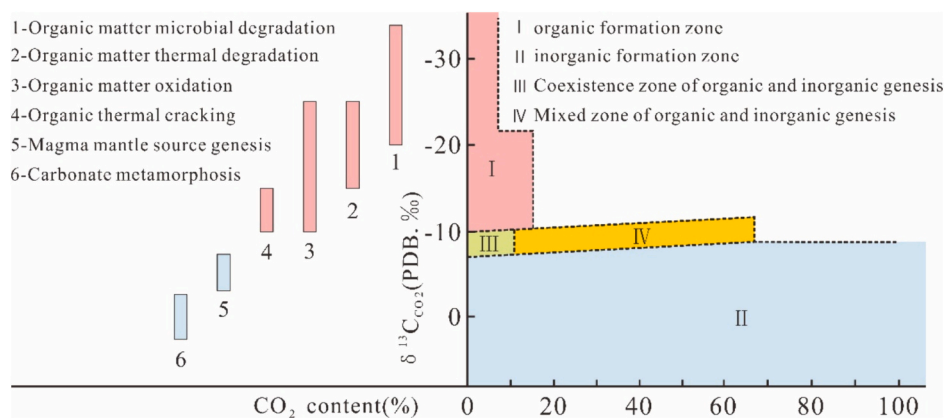 1-Organic matter microbial degradation
2-Organic matter thermal degradation
3-Organic matter oxidation
4-Organic thermal cracking
5-Magma mantle source genesis
6-Carbonate metamorphosis
1
2
3
4
5
6
δ ¹³C_CO₂(PDB. ‰)
-30
-20
-10
0
Ⅰ organic formation zone
Ⅱ inorganic formation zone
Ⅲ Coexistence zone of organic and inorganic genesis
Ⅳ Mixed zone of organic and inorganic genesis
Ⅰ
Ⅲ
Ⅳ
Ⅱ
CO₂ content(%) 0 20 40 60 80 100